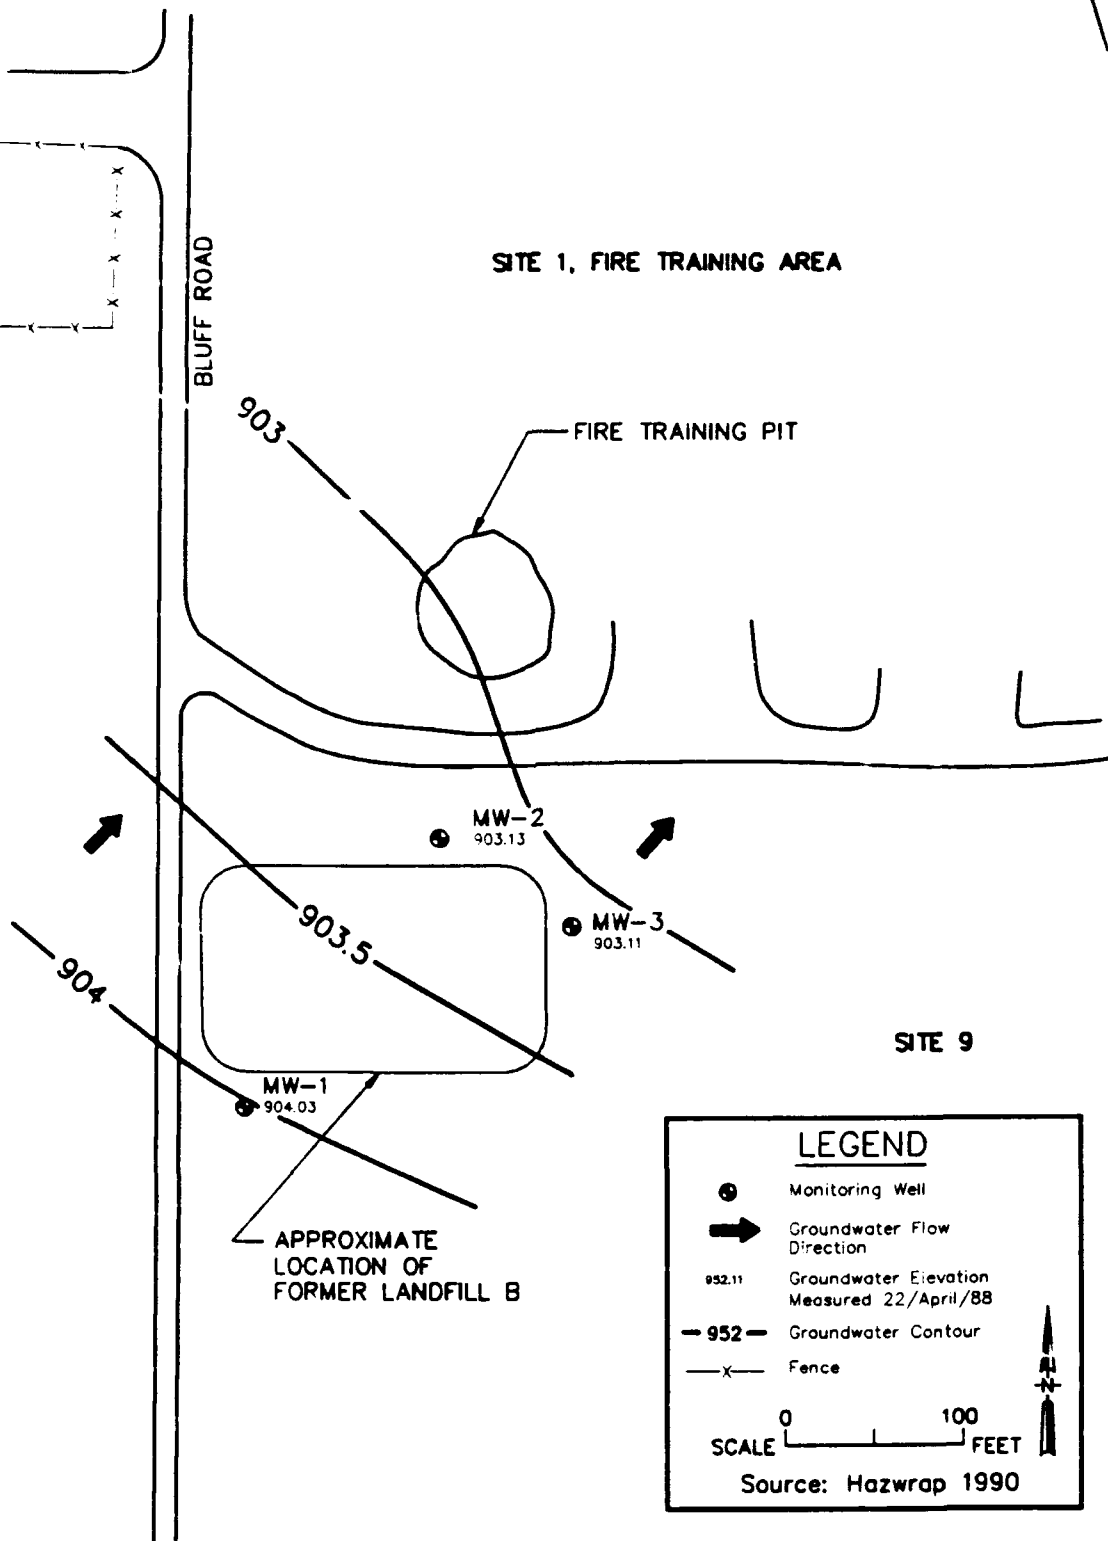 SITE 1, FIRE TRAINING AREA
BLUFF ROAD
903
FIRE TRAINING PIT
MW-2
903.13
MW-3
903.11
903.5
904
SITE 9
MW-1
904.03
APPROXIMATE
LOCATION OF
FORMER LANDFILL B
LEGEND
Monitoring Well
Groundwater Flow
Direction
952.11 Groundwater Elevation
Measured 22/April/88
952 Groundwater Contour
x Fence
N
0 100
SCALE FEET
Source: Hazwrap 1990